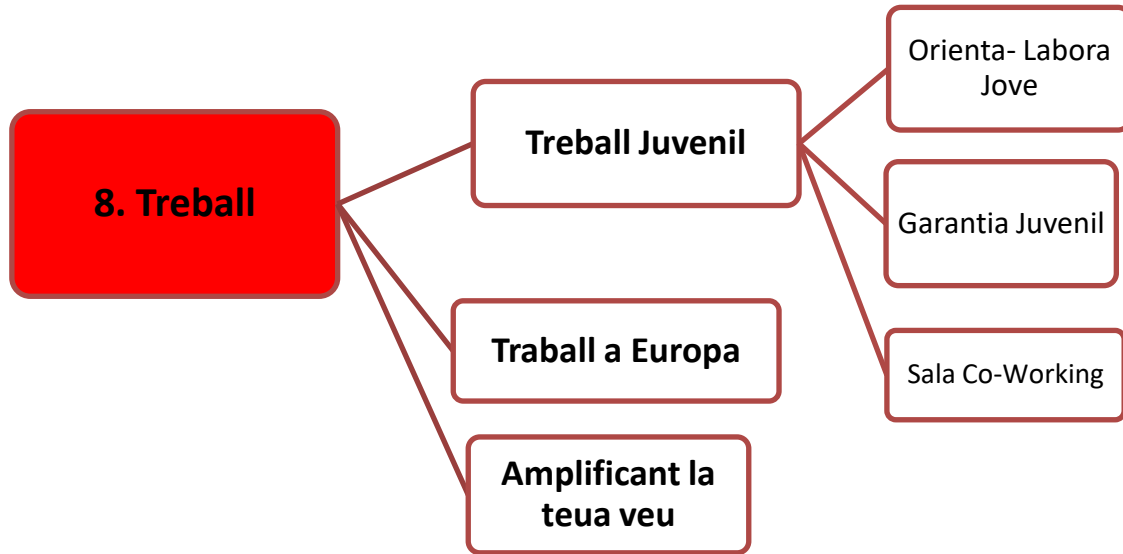 8. Treball
Treball Juvenil
Orienta- Labora
Jove
Garantia Juvenil
Sala Co-Working
Traball a Europa
Amplificant la
teua veu